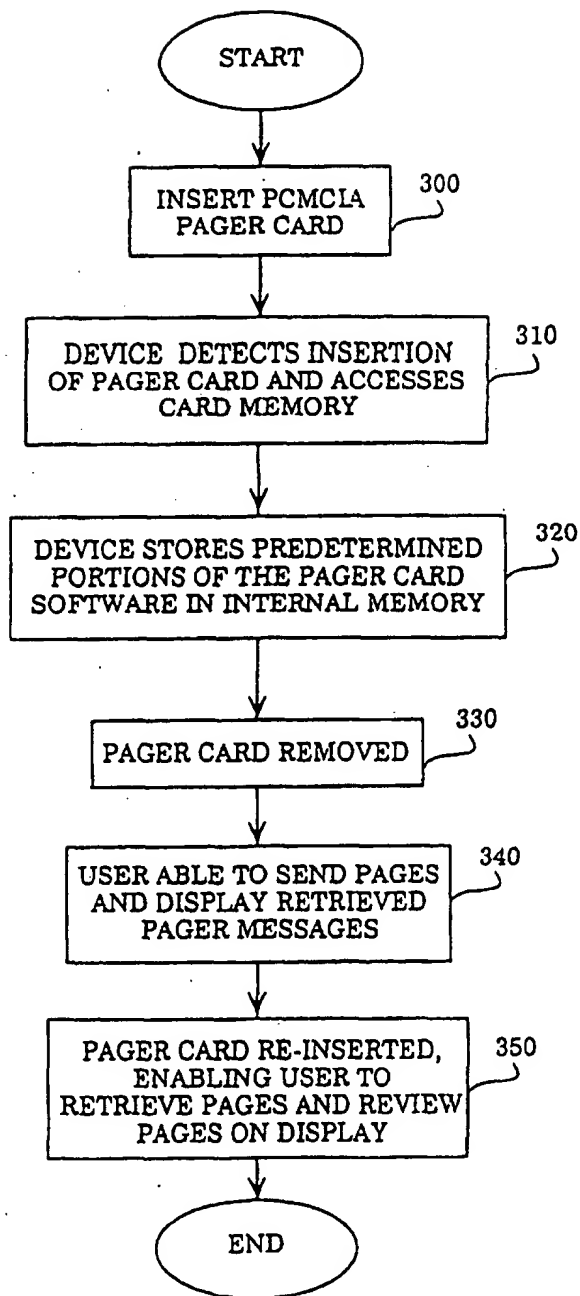 START
INSERT PCMCIA
PAGER CARD
300
DEVICE DETECTS INSERTION
OF PAGER CARD AND ACCESSES
CARD MEMORY
310
DEVICE STORES PREDETERMINED
PORTIONS OF THE PAGER CARD
SOFTWARE IN INTERNAL MEMORY
320
PAGER CARD REMOVED
330
USER ABLE TO SEND PAGES
AND DISPLAY RETRIEVED
PAGER MESSAGES
340
PAGER CARD RE-INSERTED,
ENABLING USER TO
RETRIEVE PAGES AND REVIEW
PAGES ON DISPLAY
350
END